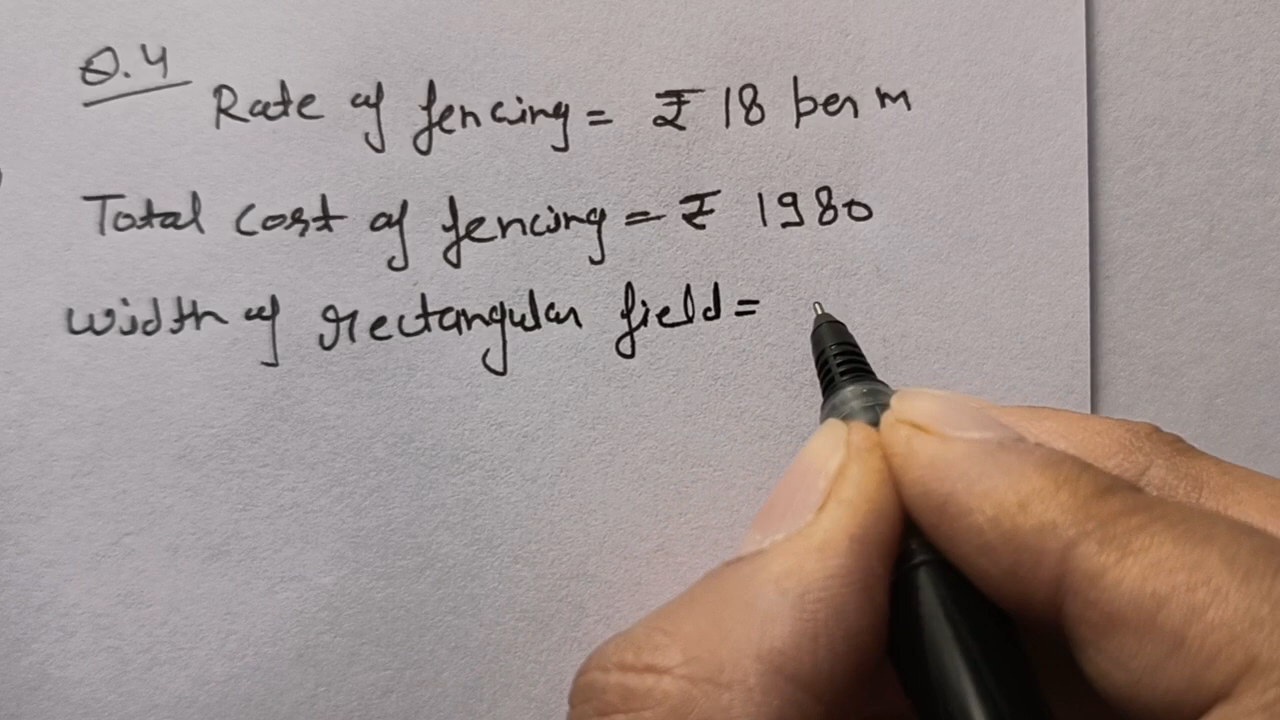 Q.4
Rate of fencing = ₹ 18 per m
Total cost of fencing = ₹ 1980
width of rectangular field =